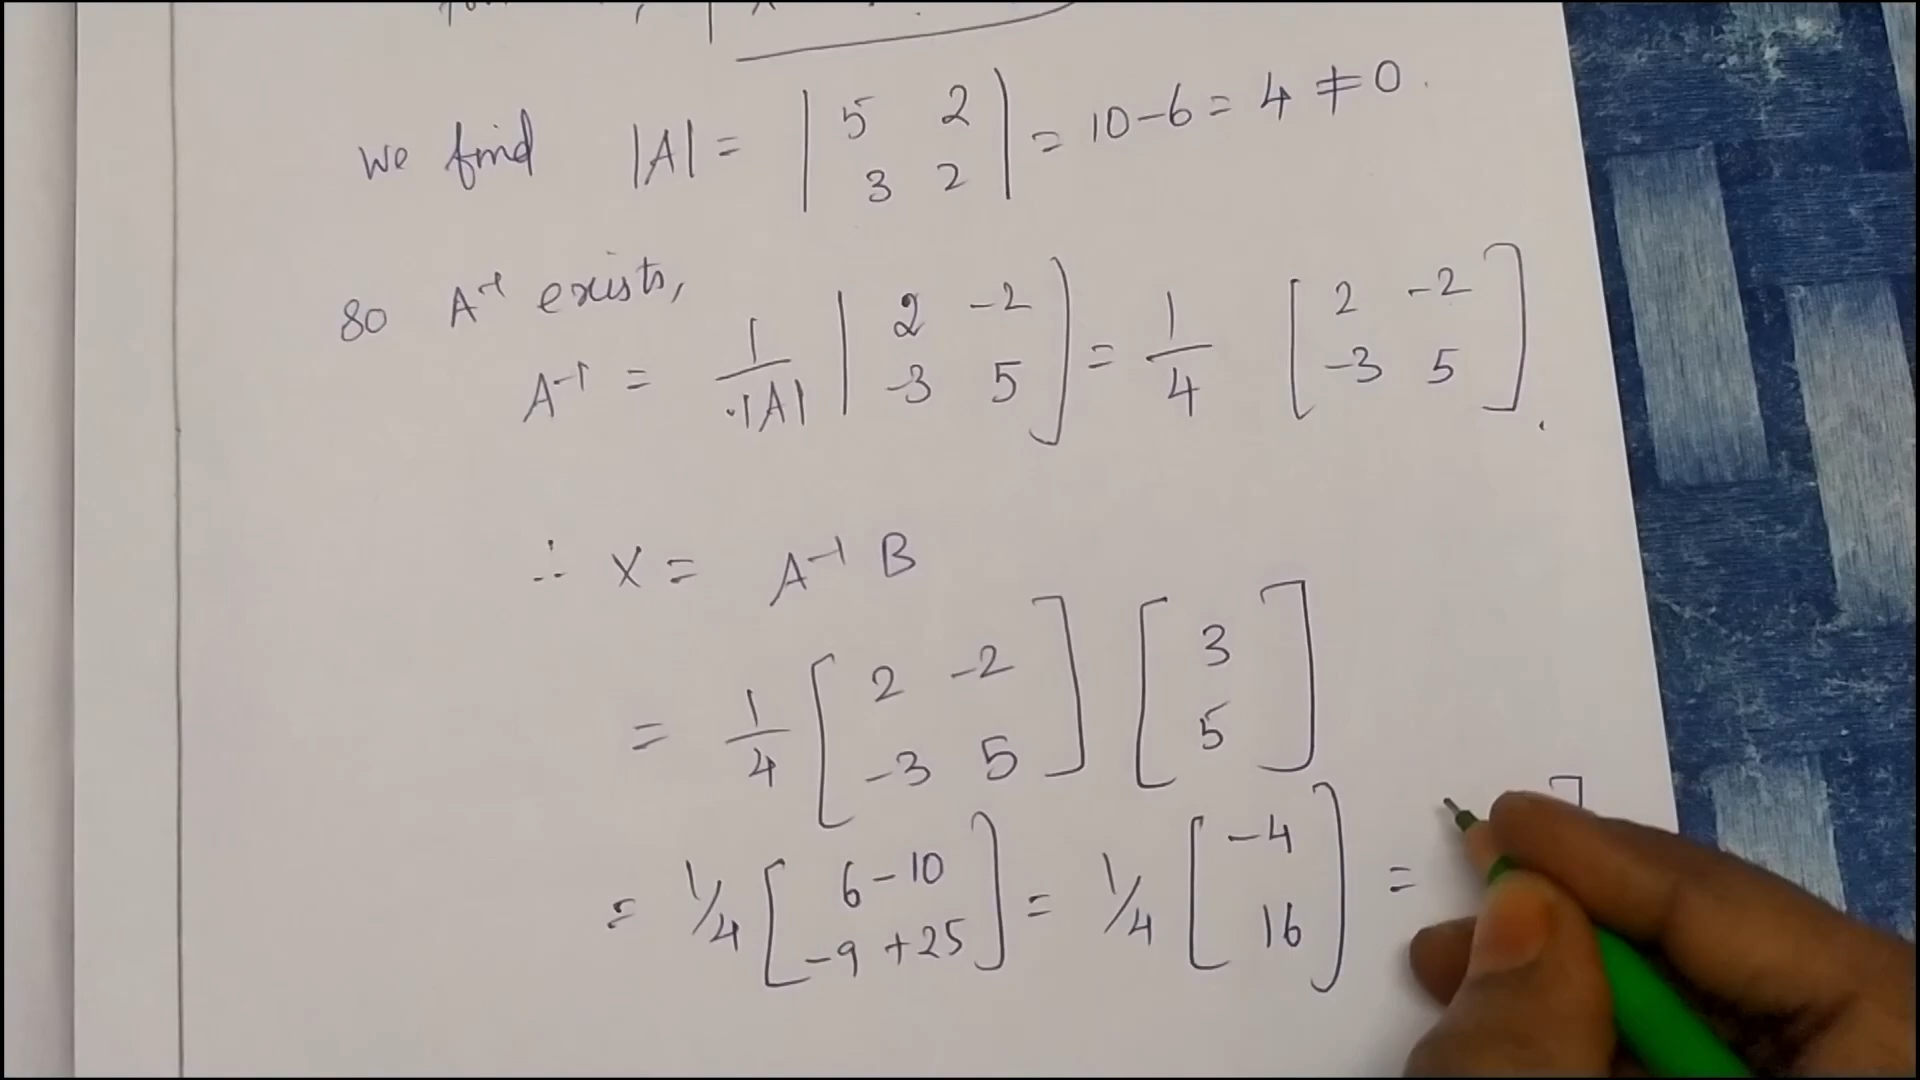 We find |A| = | 5 2 3 2 | = 10-6 = 4 ≠ 0.
So A⁻¹ exists,
A⁻¹ = 1/|A| | 2 -2 -3 5 ] = 1/4 [ 2 -2 -3 5 ].
∴ X = A⁻¹ B
= 1/4 [ 2 -2 -3 5 ] [ 3 5 ]
= 1/4 [ 6-10 -9+25 ] = 1/4 [ -4 16 ] =